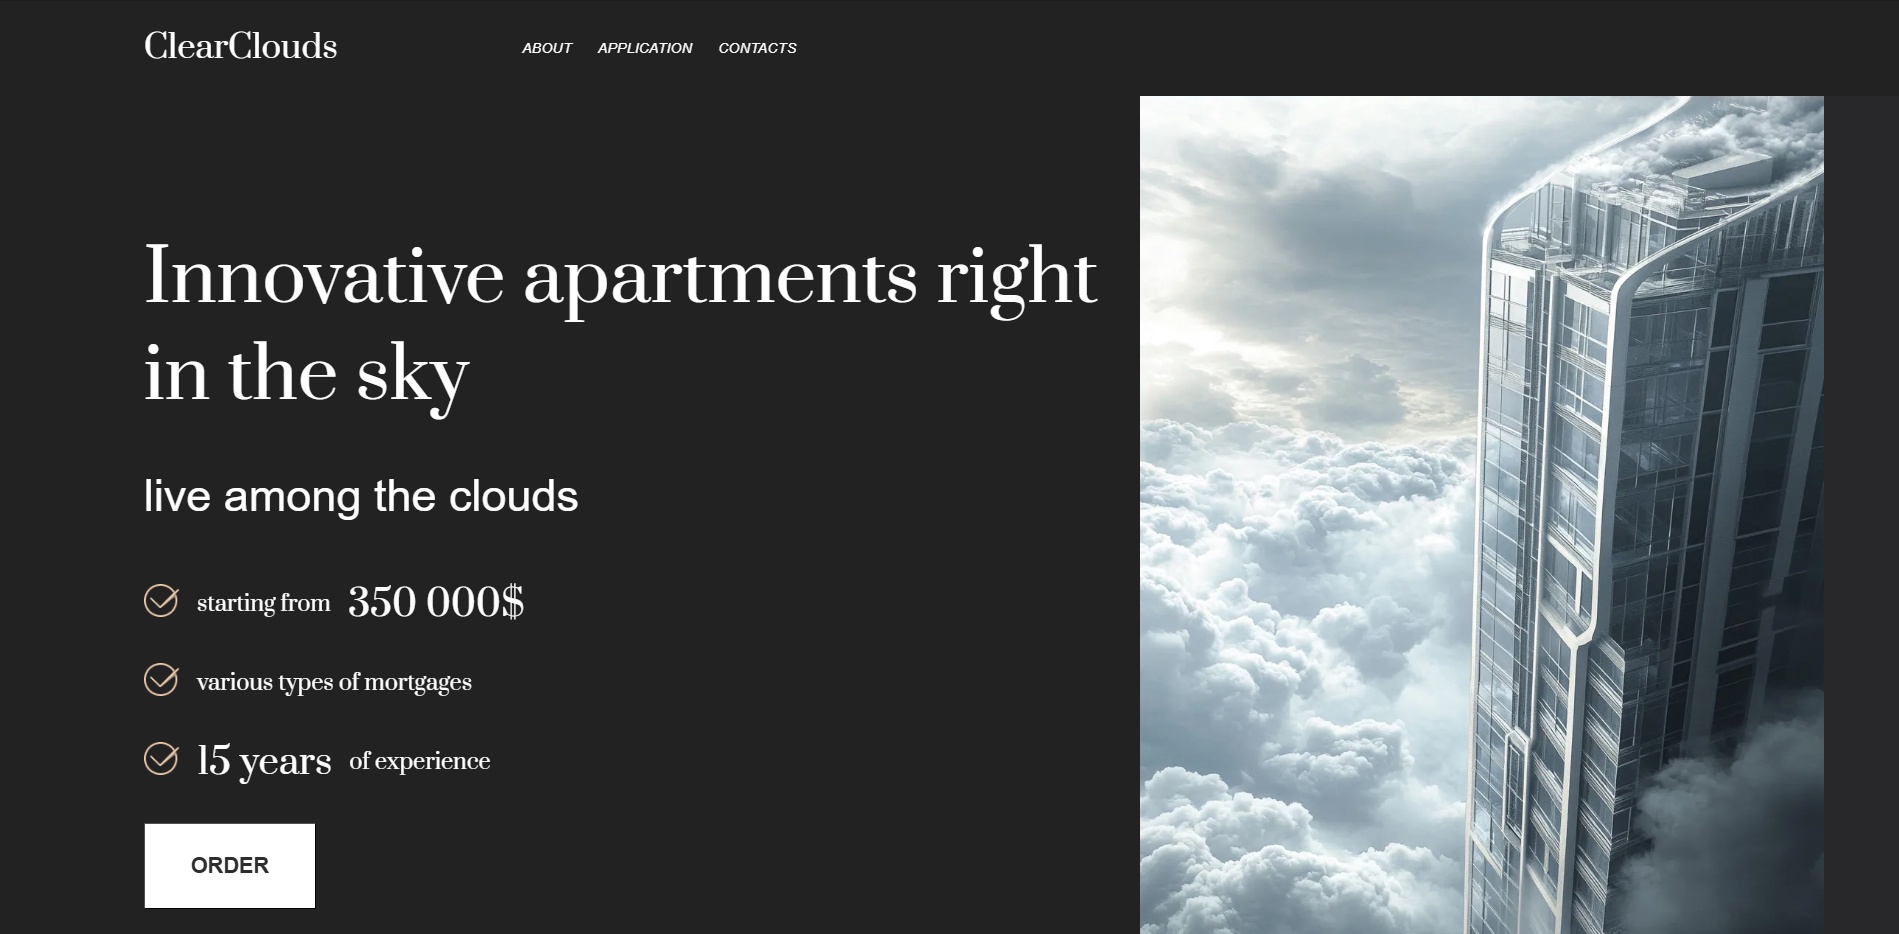 ClearClouds
ABOUT APPLICATION CONTACTS
Innovative apartments right
in the sky
live among the clouds
starting from 350 000$
various types of mortgages
15 years of experience
ORDER